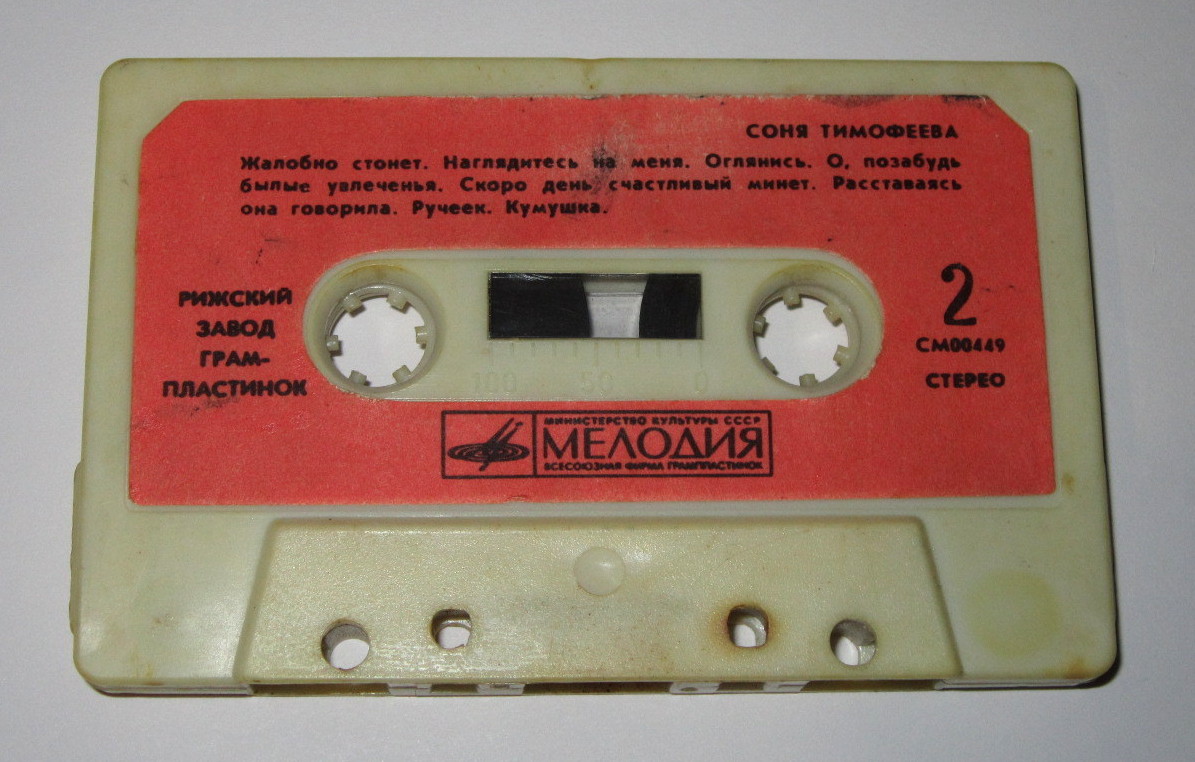 СОНЯ ТИМОФЕЕВА
Жалобно стонет. Наглядитесь на меня. Оглянись. О, позабудь
былые увлеченья. Скоро день счастливый минет. Расставаясь
она говорила. Ручеек. Кумушка.
РИЖСКИЙ
ЗАВОД
ГРАМ-
ПЛАСТИНОК
2
СМ00449
СТЕРЕО
100 50 0
МИНИСТЕРСТВО КУЛЬТУРЫ СССР
МЕЛОДИЯ
ВСЕСОЮЗНАЯ ФИРМА ГРАМПЛАСТИНОК